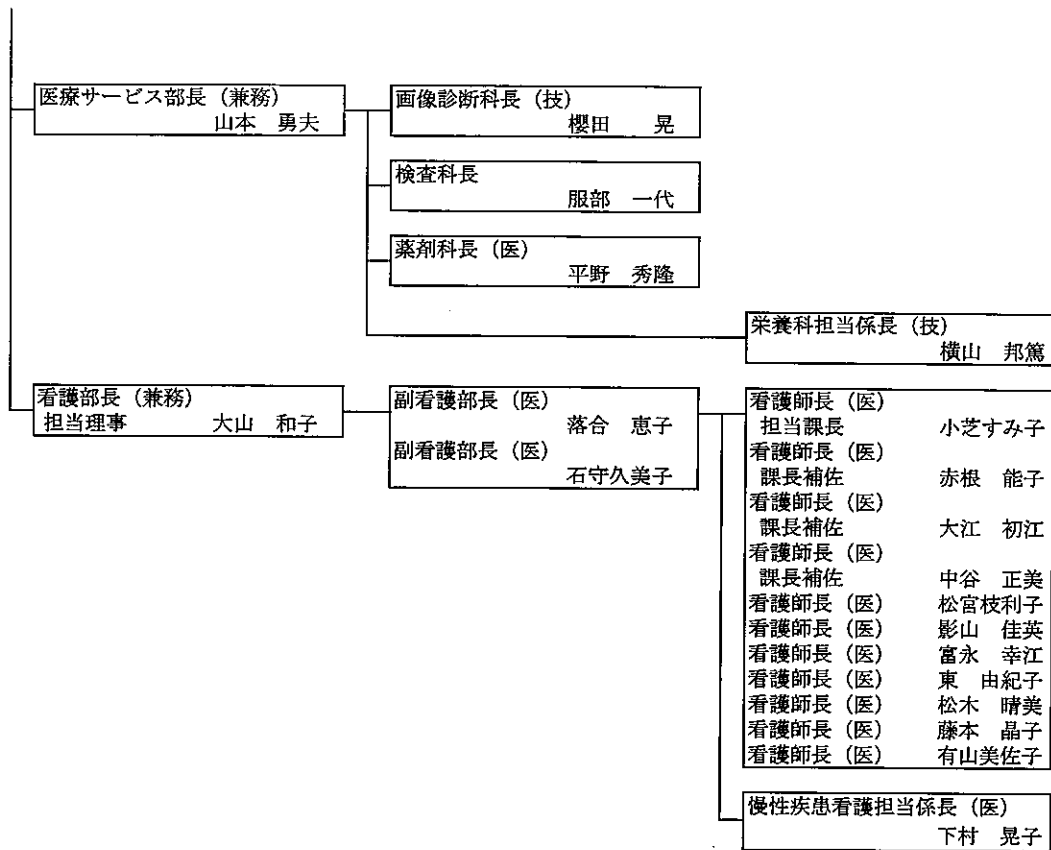 医療サービス部長（兼務）
山本　勇夫
画像診断科長（技）
櫻田　　晃
検査科長
服部　一代
薬剤科長（医）
平野　秀隆
栄養科担当係長（技）
横山　邦篤
看護部長（兼務）
担当理事　　大山　和子
副看護部長（医）
落合　恵子
副看護部長（医）
石守久美子
看護師長（医）
担当課長　　小芝すみ子
看護師長（医）
課長補佐　　赤根　能子
看護師長（医）
課長補佐　　大江　初江
看護師長（医）
課長補佐　　中谷　正美
看護師長（医）　松宮枝利子
看護師長（医）　影山　佳英
看護師長（医）　富永　幸江
看護師長（医）　東　由紀子
看護師長（医）　松木　晴美
看護師長（医）　藤本　晶子
看護師長（医）　有山美佐子
慢性疾患看護担当係長（医）
下村　晃子